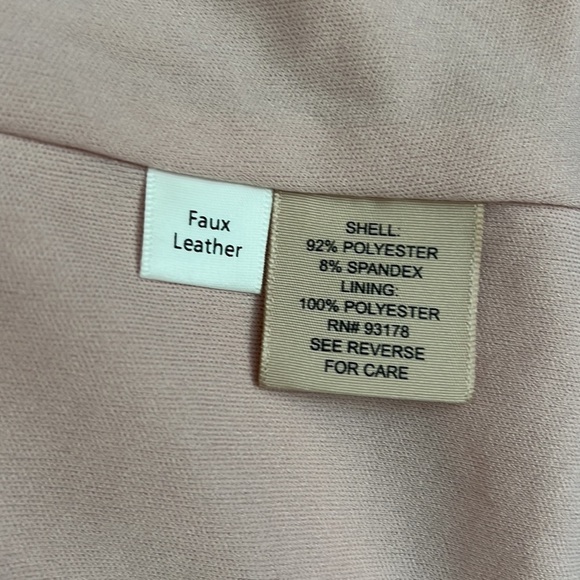 Faux
Leather
SHELL:
92% POLYESTER
8% SPANDEX
LINING:
100% POLYESTER
RN# 93178
SEE REVERSE
FOR CARE